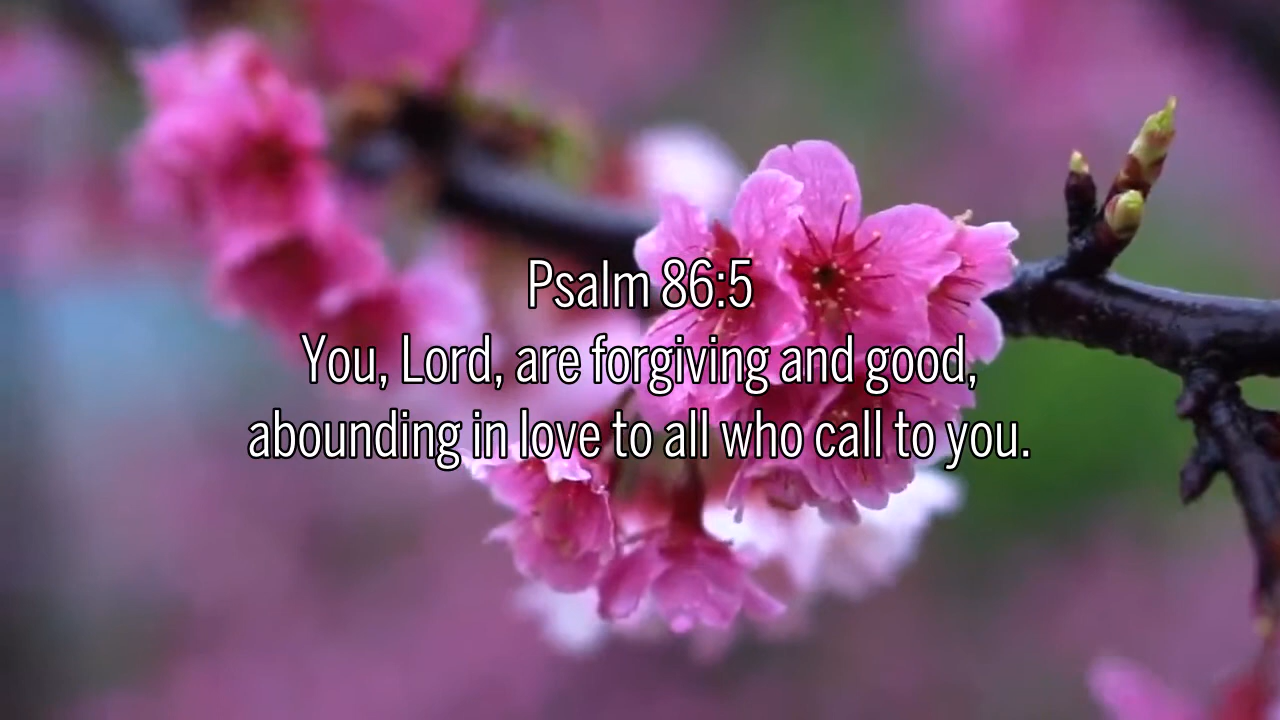 Psalm 86:5
You, Lord, are forgiving and good,
abounding in love to all who call to you.